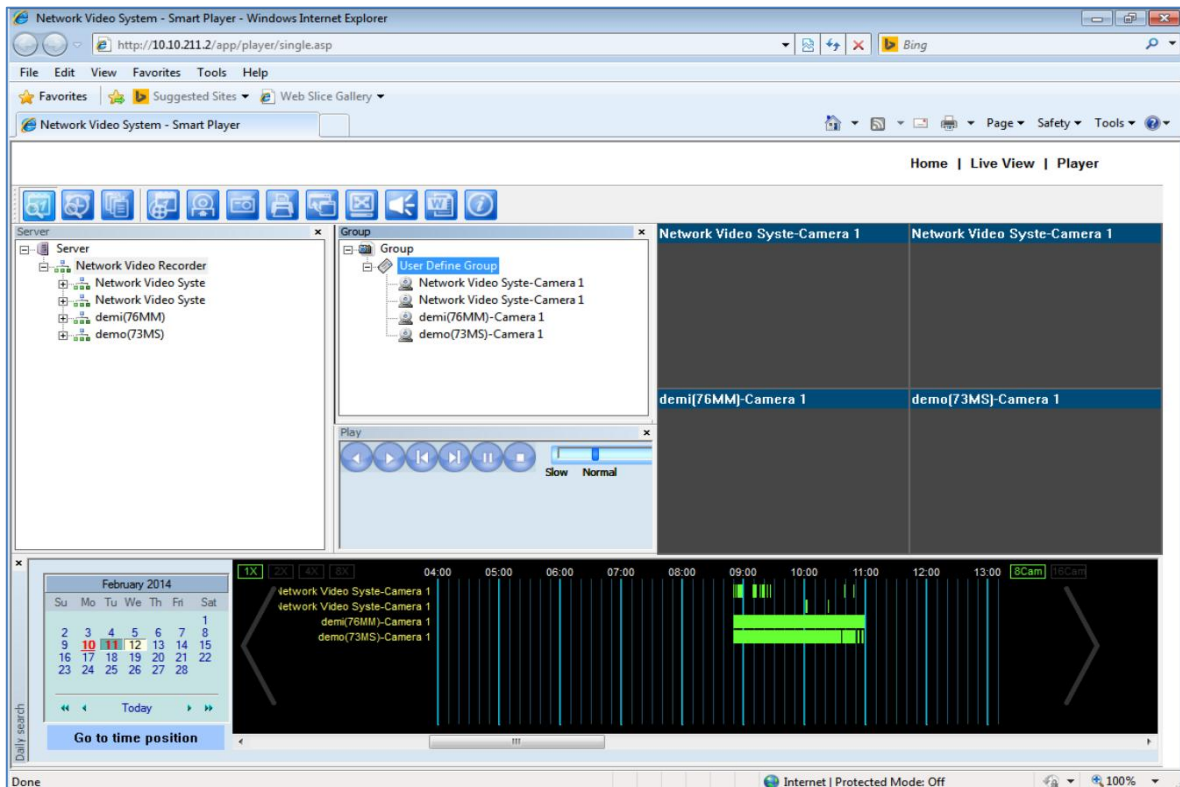 Network Video System - Smart Player - Windows Internet Explorer
http://10.10.211.2/app/player/single.asp
Bing
File Edit View Favorites Tools Help
Favorites Suggested Sites Web Slice Gallery
Network Video System - Smart Player
Page Safety Tools
Home | Live View | Player
Server
Server
Network Video Recorder
Network Video Syste
Network Video Syste
demi(76MM)
demo(73MS)
Group
Group
User Define Group
Network Video Syste-Camera 1
Network Video Syste-Camera 1
demi(76MM)-Camera 1
demo(73MS)-Camera 1
Play
Slow Normal
Network Video Syste-Camera 1
Network Video Syste-Camera 1
demi(76MM)-Camera 1
demo(73MS)-Camera 1
Daily search
February 2014
Su Mo Tu We Th Fri Sat
1
2 3 4 5 6 7 8
9 10 11 12 13 14 15
16 17 18 19 20 21 22
23 24 25 26 27 28
Today
Go to time position
1X 2X 4X 8X
04:00 05:00 06:00 07:00 08:00 09:00 10:00 11:00 12:00 13:00
8Cam 16Cam
Network Video Syste-Camera 1
Network Video Syste-Camera 1
demi(76MM)-Camera 1
demo(73MS)-Camera 1
Done
Internet | Protected Mode: Off
100%